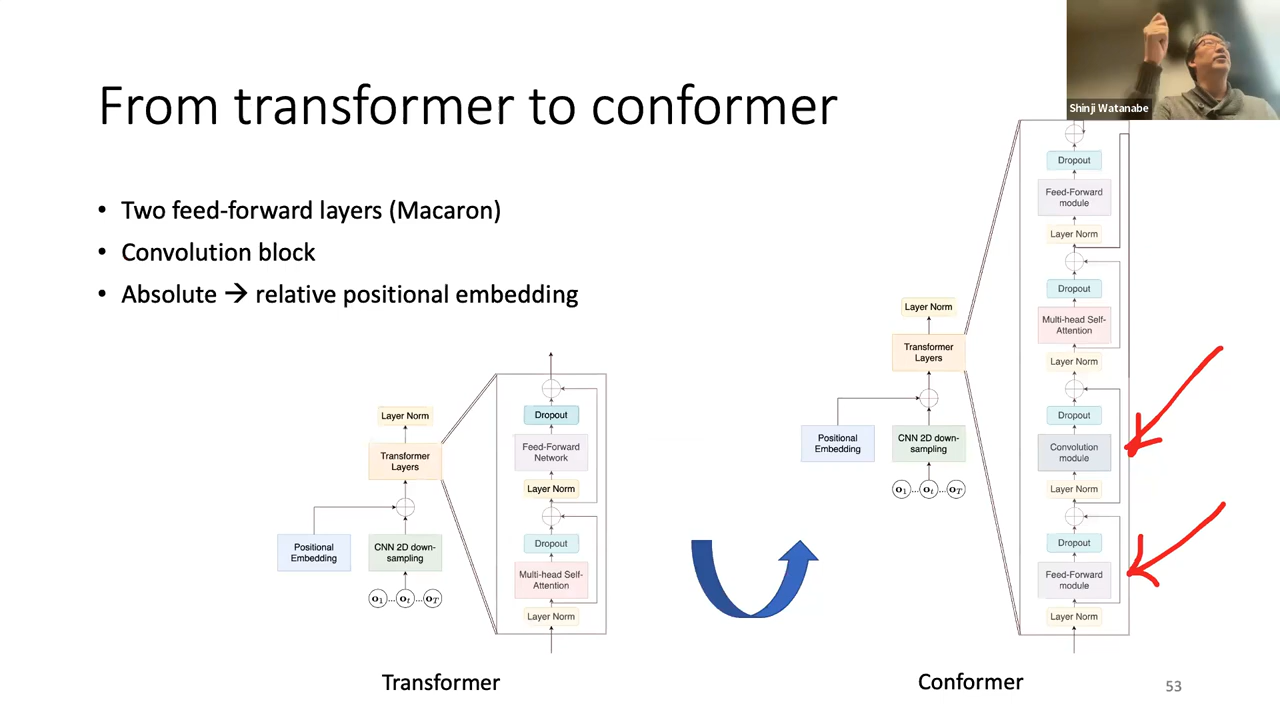 Shinji Watanabe
From transformer to conformer
• Two feed-forward layers (Macaron)
• Convolution block
• Absolute → relative positional embedding
Layer Norm
Transformer
Layers
Positional
Embedding
CNN 2D down-
sampling
o1 ... ot ... oT
Dropout
Feed-Forward
Network
Layer Norm
Dropout
Multi-head Self-
Attention
Layer Norm
Transformer
Layer Norm
Transformer
Layers
Positional
Embedding
CNN 2D down-
sampling
o1 ... ot ... oT
Dropout
Feed-Forward
module
Layer Norm
Dropout
Multi-head Self-
Attention
Layer Norm
Dropout
Convolution
module
Layer Norm
Dropout
Feed-Forward
module
Layer Norm
Conformer
53